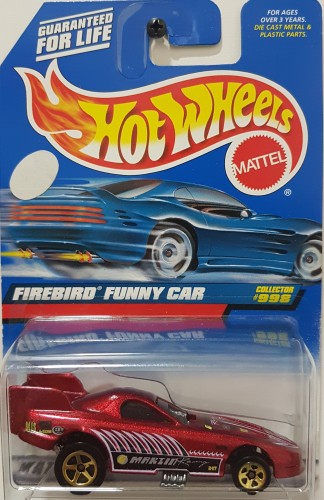 GUARANTEED
FOR LIFE
FOR AGES
OVER 3 YEARS.
DIE CAST METAL &
PLASTIC PARTS.
HOT WHEELS
MATTEL
®
FIREBIRD® FUNNY CAR
COLLECTOR
#998